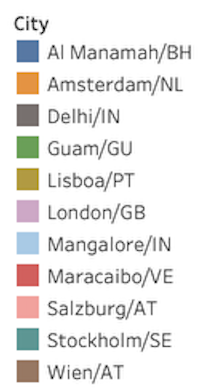 City
Al Manamah/BH
Amsterdam/NL
Delhi/IN
Guam/GU
Lisboa/PT
London/GB
Mangalore/IN
Maracaibo/VE
Salzburg/AT
Stockholm/SE
Wien/AT